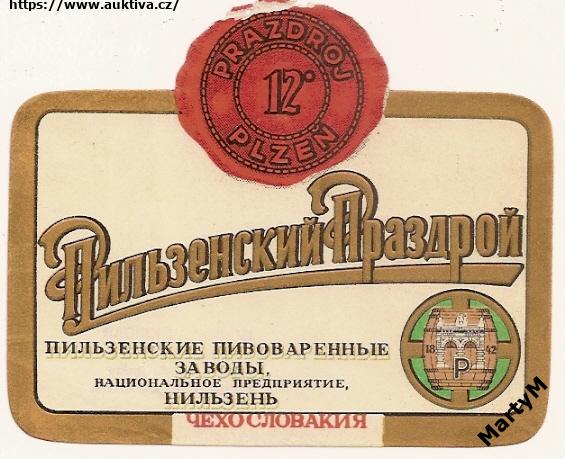 https://www.auktiva.cz/
PRAZDROJ
12°
PLZEN
Пильзенский Праздрой
ПИЛЬЗЕНСКИЕ ПИВОВАРЕННЫЕ
ЗАВОДЫ,
НАЦИОНАЛЬНОЕ ПРЕДПРИЯТИЕ,
ПИЛЬЗЕНЬ
18 42
P
ЧЕХОСЛОВАКИЯ
MartyM